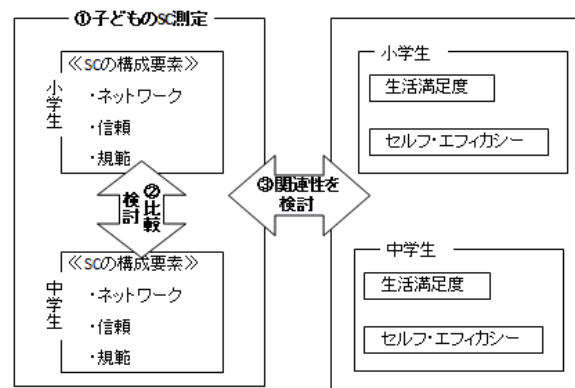 ①子どものSC測定
小学生
≪SCの構成要素≫
・ネットワーク
・信頼
・規範
②比較
検討
中学生
≪SCの構成要素≫
・ネットワーク
・信頼
・規範
③関連性を
検討
小学生
生活満足度
セルフ・エフィカシー
中学生
生活満足度
セルフ・エフィカシー